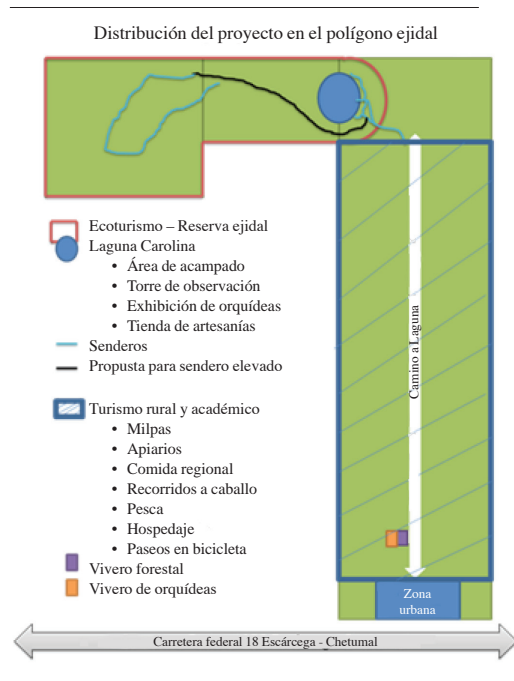 Distribución del proyecto en el polígono ejidal
Ecoturismo – Reserva ejidal
Laguna Carolina
• Área de acampado
• Torre de observación
• Exhibición de orquídeas
• Tienda de artesanías
Senderos
Propusta para sendero elevado
Turismo rural y académico
• Milpas
• Apiarios
• Comida regional
• Recorridos a caballo
• Pesca
• Hospedaje
• Paseos en bicicleta
Vivero forestal
Vivero de orquídeas
Camino a Laguna
Zona
urbana
Carretera federal 18 Escárcega - Chetumal